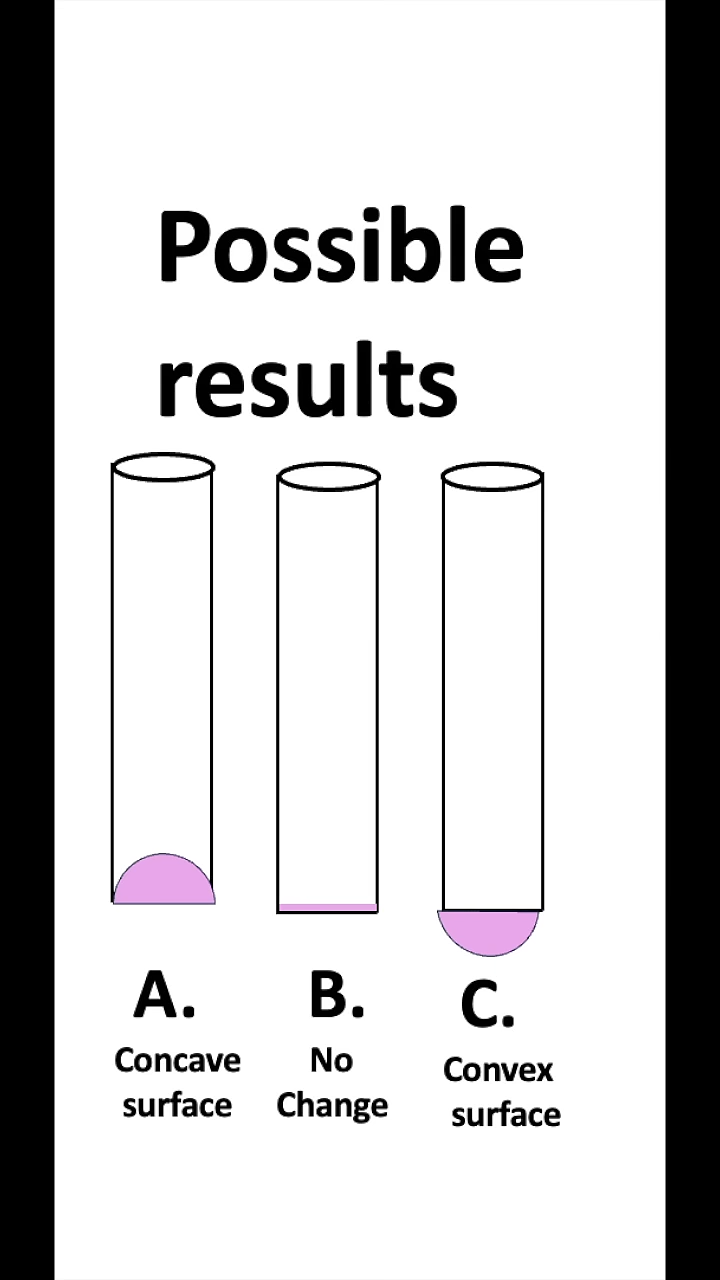 Possible
results
A. B. C.
Concave No Convex
surface Change surface